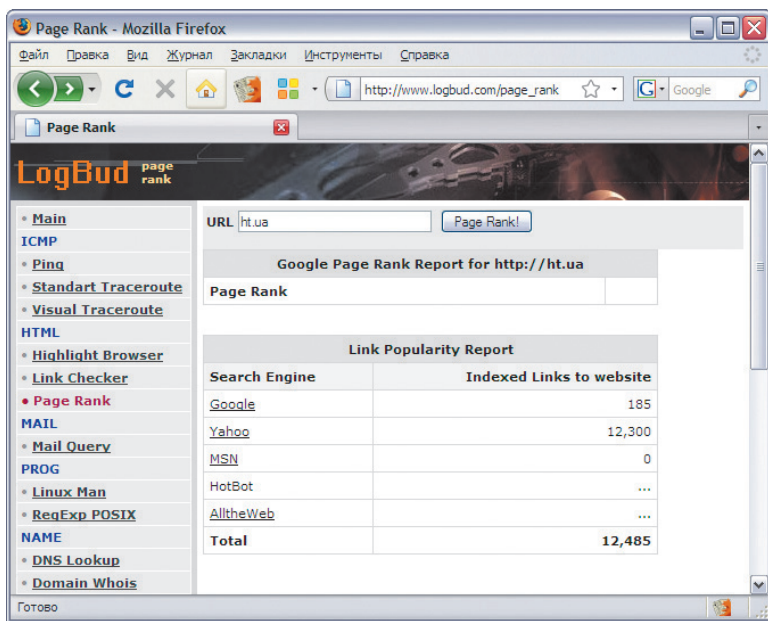 Page Rank - Mozilla Firefox
Файл Правка Вид Журнал Закладки Инструменты Справка
http://www.logbud.com/page_rank
G Google
Page Rank
LogBud page rank
Main
ICMP
Ping
Standart Traceroute
Visual Traceroute
HTML
Highlight Browser
Link Checker
Page Rank
MAIL
Mail Query
PROG
Linux Man
RegExp POSIX
NAME
DNS Lookup
Domain Whois
URL ht.ua Page Rank!
Google Page Rank Report for http://ht.ua
Page Rank
Link Popularity Report
Search Engine Indexed Links to website
Google 185
Yahoo 12,300
MSN 0
HotBot ...
AlltheWeb ...
Total 12,485
Готово